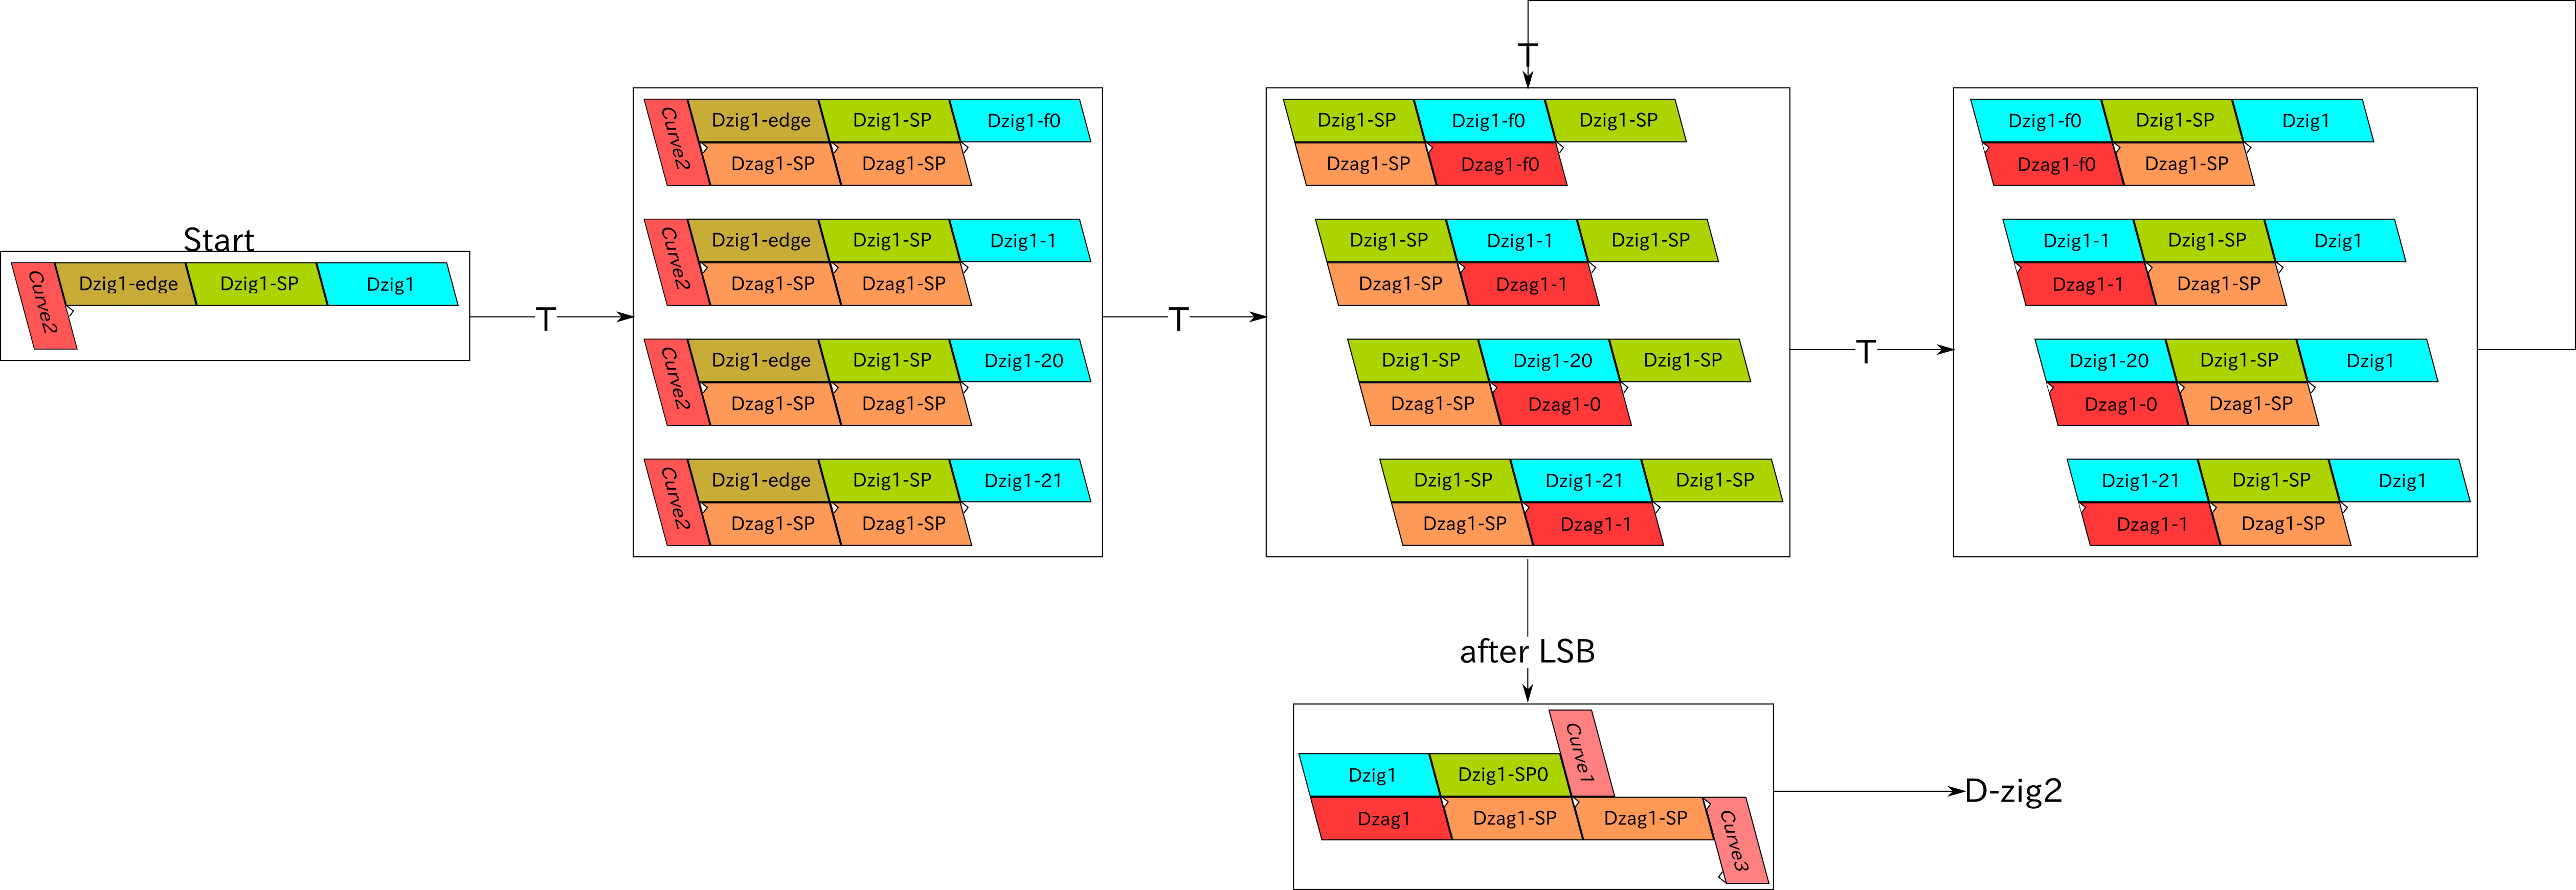 T
Start
Curve2 Dzig1-edge Dzig1-SP Dzig1
T
Curve2 Dzig1-edge Dzig1-SP Dzig1-f0
Dzag1-SP Dzag1-SP
Curve2 Dzig1-edge Dzig1-SP Dzig1-1
Dzag1-SP Dzag1-SP
Curve2 Dzig1-edge Dzig1-SP Dzig1-20
Dzag1-SP Dzag1-SP
Curve2 Dzig1-edge Dzig1-SP Dzig1-21
Dzag1-SP Dzag1-SP
T
Dzig1-SP Dzig1-f0 Dzig1-SP
Dzag1-SP Dzag1-f0
Dzig1-SP Dzig1-1 Dzig1-SP
Dzag1-SP Dzag1-1
Dzig1-SP Dzig1-20 Dzig1-SP
Dzag1-SP Dzag1-0
Dzig1-SP Dzig1-21 Dzig1-SP
Dzag1-SP Dzag1-1
T
Dzig1-f0 Dzig1-SP Dzig1
Dzag1-f0 Dzag1-SP
Dzig1-1 Dzig1-SP Dzig1
Dzag1-1 Dzag1-SP
Dzig1-20 Dzig1-SP Dzig1
Dzag1-0 Dzag1-SP
Dzig1-21 Dzig1-SP Dzig1
Dzag1-1 Dzag1-SP
after LSB
Curve1
Dzig1 Dzig1-SP0
Dzag1 Dzag1-SP Dzag1-SP
Curve3
D-zig2